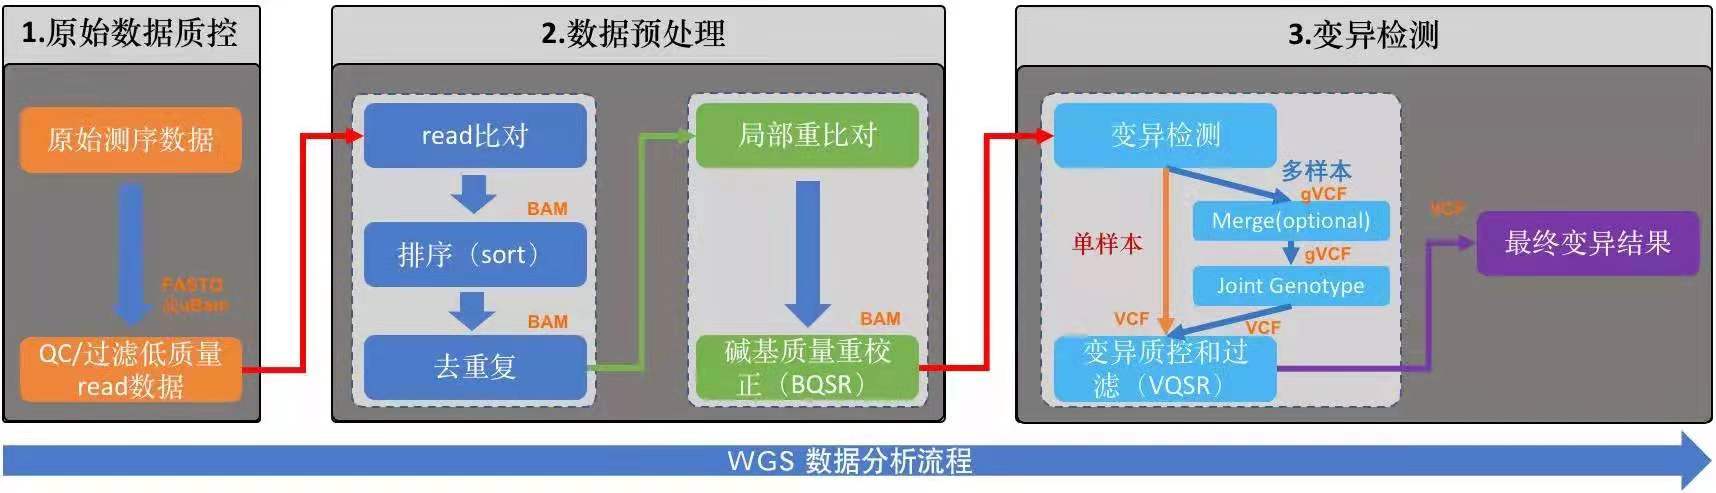 1.原始数据质控
原始测序数据
FASTQ
或uBam
QC/过滤低质量
read数据
2.数据预处理
read比对
BAM
排序（sort）
BAM
去重复
局部重比对
BAM
碱基质量重校
正（BQSR）
3.变异检测
变异检测
多样本
gVCF
Merge(optional)
单样本
gVCF
Joint Genotype
VCF
VCF
变异质控和过
滤（VQSR）
VCF
最终变异结果
WGS 数据分析流程